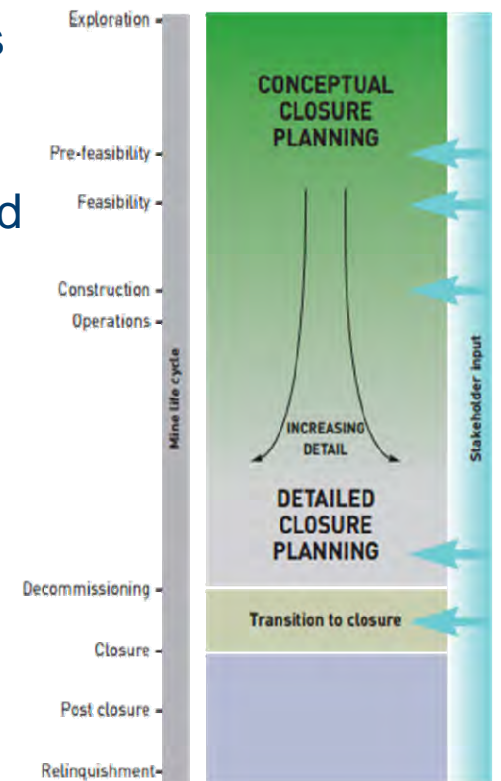 s
d
Exploration
Pre-feasibility
Feasibility
Construction
Operations
Mine life cycle
Decommissioning
Closure
Post closure
Relinquishment
CONCEPTUAL
CLOSURE
PLANNING
INCREASING
DETAIL
DETAILED
CLOSURE
PLANNING
Transition to closure
Stakeholder input